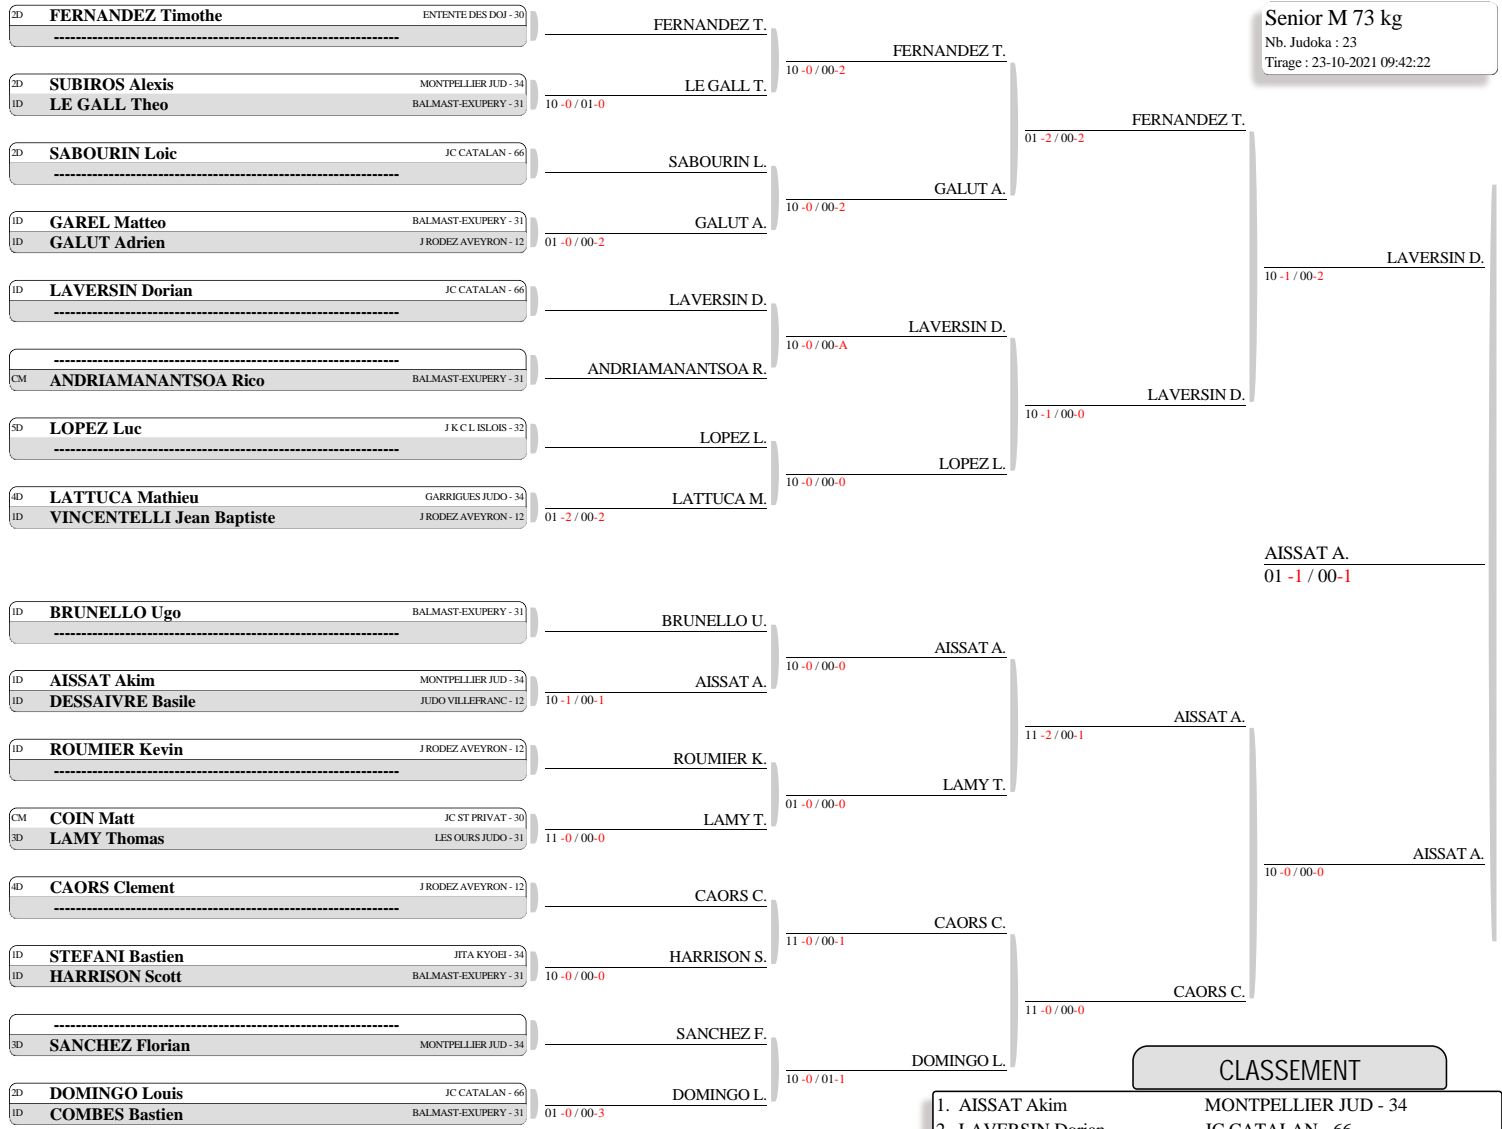 Senior M 73 kg
Nb. Judoka : 23
Tirage : 23-10-2021 09:42:22
2D FERNANDEZ Timothe ENTENTE DES DOJ - 30
----------------------------------------------------------------
2D SUBIROS Alexis MONTPELLIER JUD - 34
1D LE GALL Theo BALMAST-EXUPERY - 31
2D SABOURIN Loic JC CATALAN - 66
----------------------------------------------------------------
1D GAREL Matteo BALMAST-EXUPERY - 31
1D GALUT Adrien J RODEZ AVEYRON - 12
1D LAVERSIN Dorian JC CATALAN - 66
----------------------------------------------------------------
----------------------------------------------------------------
CM ANDRIAMANANTSOA Rico BALMAST-EXUPERY - 31
5D LOPEZ Luc J K C L ISLOIS - 32
----------------------------------------------------------------
4D LATTUCA Mathieu GARRIGUES JUDO - 34
1D VINCENTELLI Jean Baptiste J RODEZ AVEYRON - 12
1D BRUNELLO Ugo BALMAST-EXUPERY - 31
----------------------------------------------------------------
1D AISSAT Akim MONTPELLIER JUD - 34
1D DESSAIVRE Basile JUDO VILLEFRANC - 12
1D ROUMIER Kevin J RODEZ AVEYRON - 12
----------------------------------------------------------------
CM COIN Matt JC ST PRIVAT - 30
3D LAMY Thomas LES OURS JUDO - 31
4D CAORS Clement J RODEZ AVEYRON - 12
----------------------------------------------------------------
1D STEFANI Bastien JITA KYOEI - 34
1D HARRISON Scott BALMAST-EXUPERY - 31
----------------------------------------------------------------
3D SANCHEZ Florian MONTPELLIER JUD - 34
2D DOMINGO Louis JC CATALAN - 66
1D COMBES Bastien BALMAST-EXUPERY - 31
FERNANDEZ T.
LE GALL T.
10 -0 / 01-0
SABOURIN L.
GALUT A.
01 -0 / 00-2
LAVERSIN D.
ANDRIAMANANTSOA R.
LOPEZ L.
LATTUCA M.
01 -2 / 00-2
BRUNELLO U.
AISSAT A.
10 -1 / 00-1
ROUMIER K.
LAMY T.
11 -0 / 00-0
CAORS C.
HARRISON S.
10 -0 / 00-0
SANCHEZ F.
DOMINGO L.
01 -0 / 00-3
FERNANDEZ T.
10 -0 / 00-2
GALUT A.
10 -0 / 00-2
LAVERSIN D.
10 -0 / 00-A
LOPEZ L.
10 -0 / 00-0
AISSAT A.
10 -0 / 00-0
LAMY T.
01 -0 / 00-0
CAORS C.
11 -0 / 00-1
DOMINGO L.
10 -0 / 01-1
FERNANDEZ T.
01 -2 / 00-2
LAVERSIN D.
10 -1 / 00-0
AISSAT A.
11 -2 / 00-1
CAORS C.
11 -0 / 00-0
LAVERSIN D.
10 -1 / 00-2
AISSAT A.
10 -0 / 00-0
AISSAT A.
01 -1 / 00-1
CLASSEMENT
1. AISSAT Akim MONTPELLIER JUD - 34
2. LAVERSIN Dorian JC CATALAN - 66